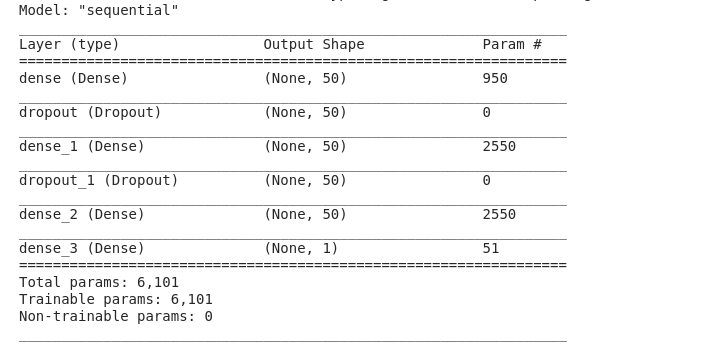 Model: "sequential"
Layer (type) Output Shape Param #
dense (Dense) (None, 50) 950
dropout (Dropout) (None, 50) 0
dense_1 (Dense) (None, 50) 2550
dropout_1 (Dropout) (None, 50) 0
dense_2 (Dense) (None, 50) 2550
dense_3 (Dense) (None, 1) 51
Total params: 6,101
Trainable params: 6,101
Non-trainable params: 0